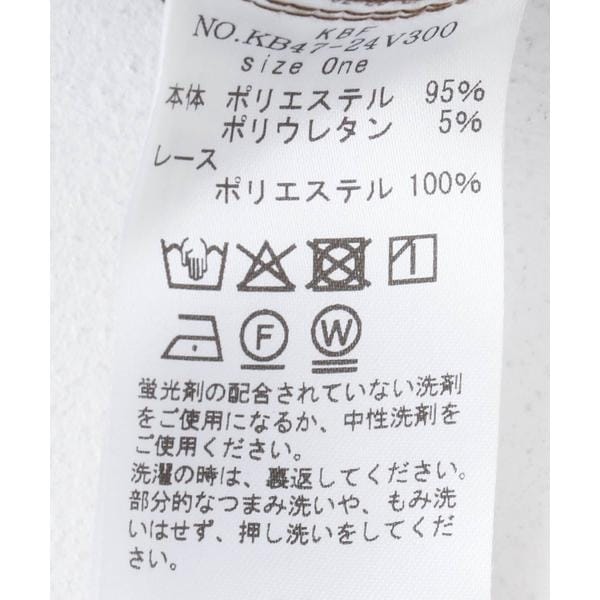 KBF
NO.KB47-24V300
size One
本体 ポリエステル 95%
ポリウレタン 5%
レース
ポリエステル 100%
F W
蛍光剤の配合されていない洗剤
をご使用になるか、中性洗剤を
ご使用ください。
洗濯の時は、裏返してください。
部分的なつまみ洗いや、もみ洗
いはせず、押し洗いをしてくだ
さい。